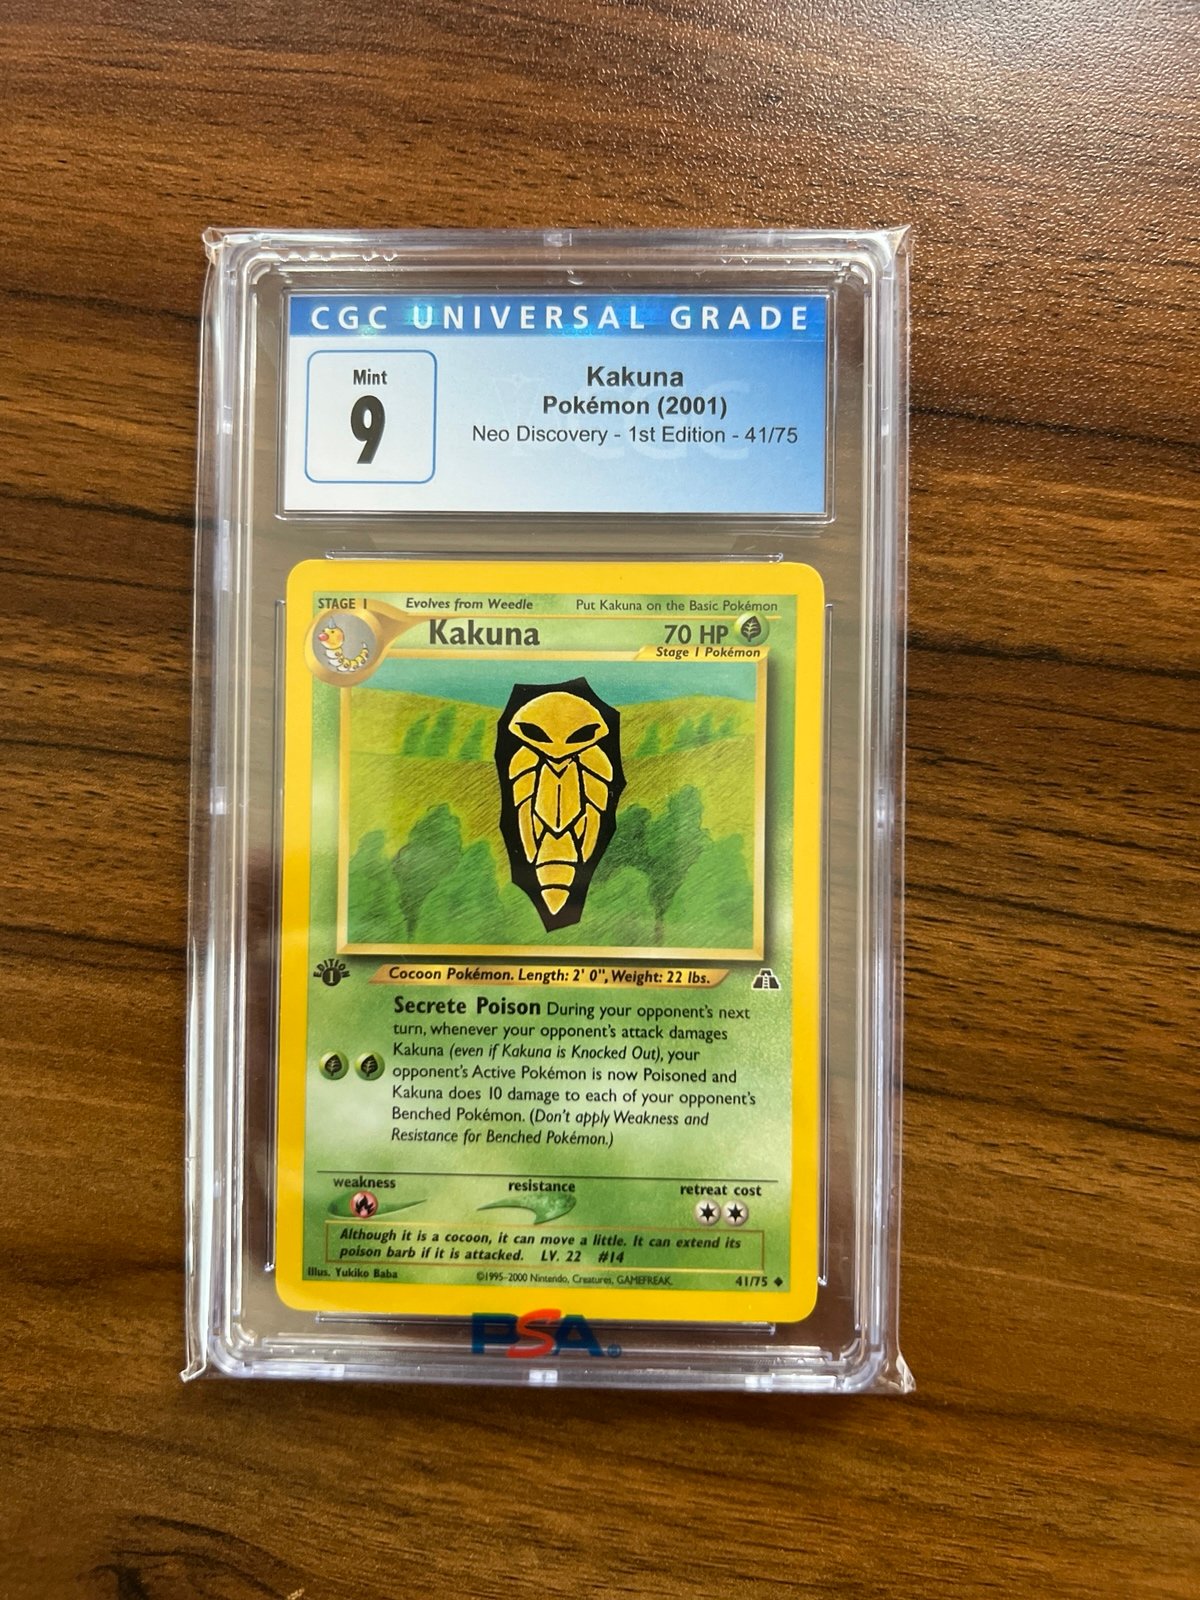 CGC UNIVERSAL GRADE
Mint
9
Kakuna
Pokémon (2001)
Neo Discovery - 1st Edition - 41/75
STAGE 1
Evolves from Weedle
Put Kakuna on the Basic Pokémon
Kakuna
70 HP
Stage 1 Pokémon
EDITION
1
Cocoon Pokémon. Length: 2' 0", Weight: 22 lbs.
Secrete Poison During your opponent's next
turn, whenever your opponent's attack damages
Kakuna (even if Kakuna is Knocked Out), your
opponent's Active Pokémon is now Poisoned and
Kakuna does 10 damage to each of your opponent's
Benched Pokémon. (Don't apply Weakness and
Resistance for Benched Pokémon.)
weakness
resistance
retreat cost
Although it is a cocoon, it can move a little. It can extend its
poison barb if it is attacked. LV. 22 #14
Illus. Yukiko Baba
©1995-2000 Nintendo, Creatures, GAMEFREAK.
41/75
PSA®